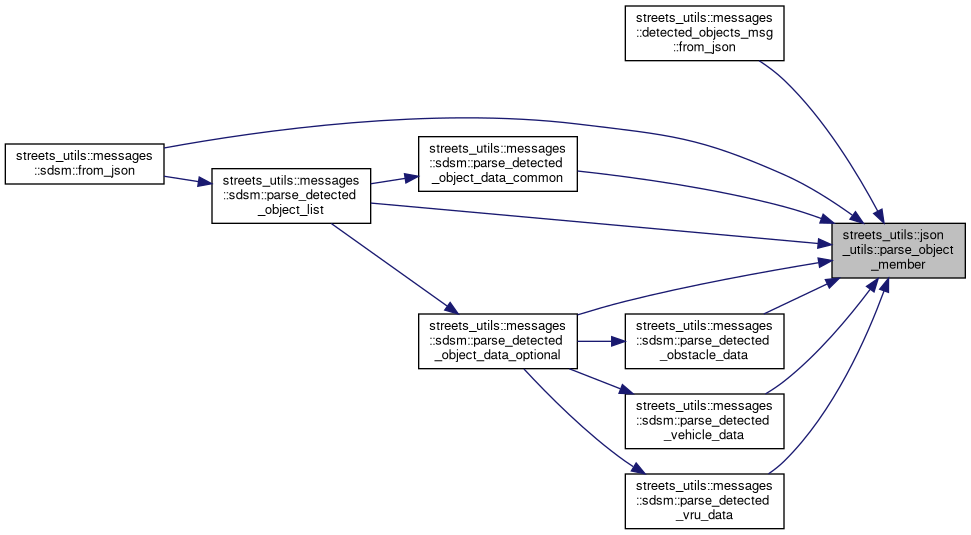 streets_utils::messages
::detected_objects_msg
::from_json
streets_utils::messages
::sdsm::from_json
streets_utils::messages
::sdsm::parse_detected
_object_list
streets_utils::messages
::sdsm::parse_detected
_object_data_common
streets_utils::json
_utils::parse_object
_member
streets_utils::messages
::sdsm::parse_detected
_object_data_optional
streets_utils::messages
::sdsm::parse_detected
_obstacle_data
streets_utils::messages
::sdsm::parse_detected
_vehicle_data
streets_utils::messages
::sdsm::parse_detected
_vru_data